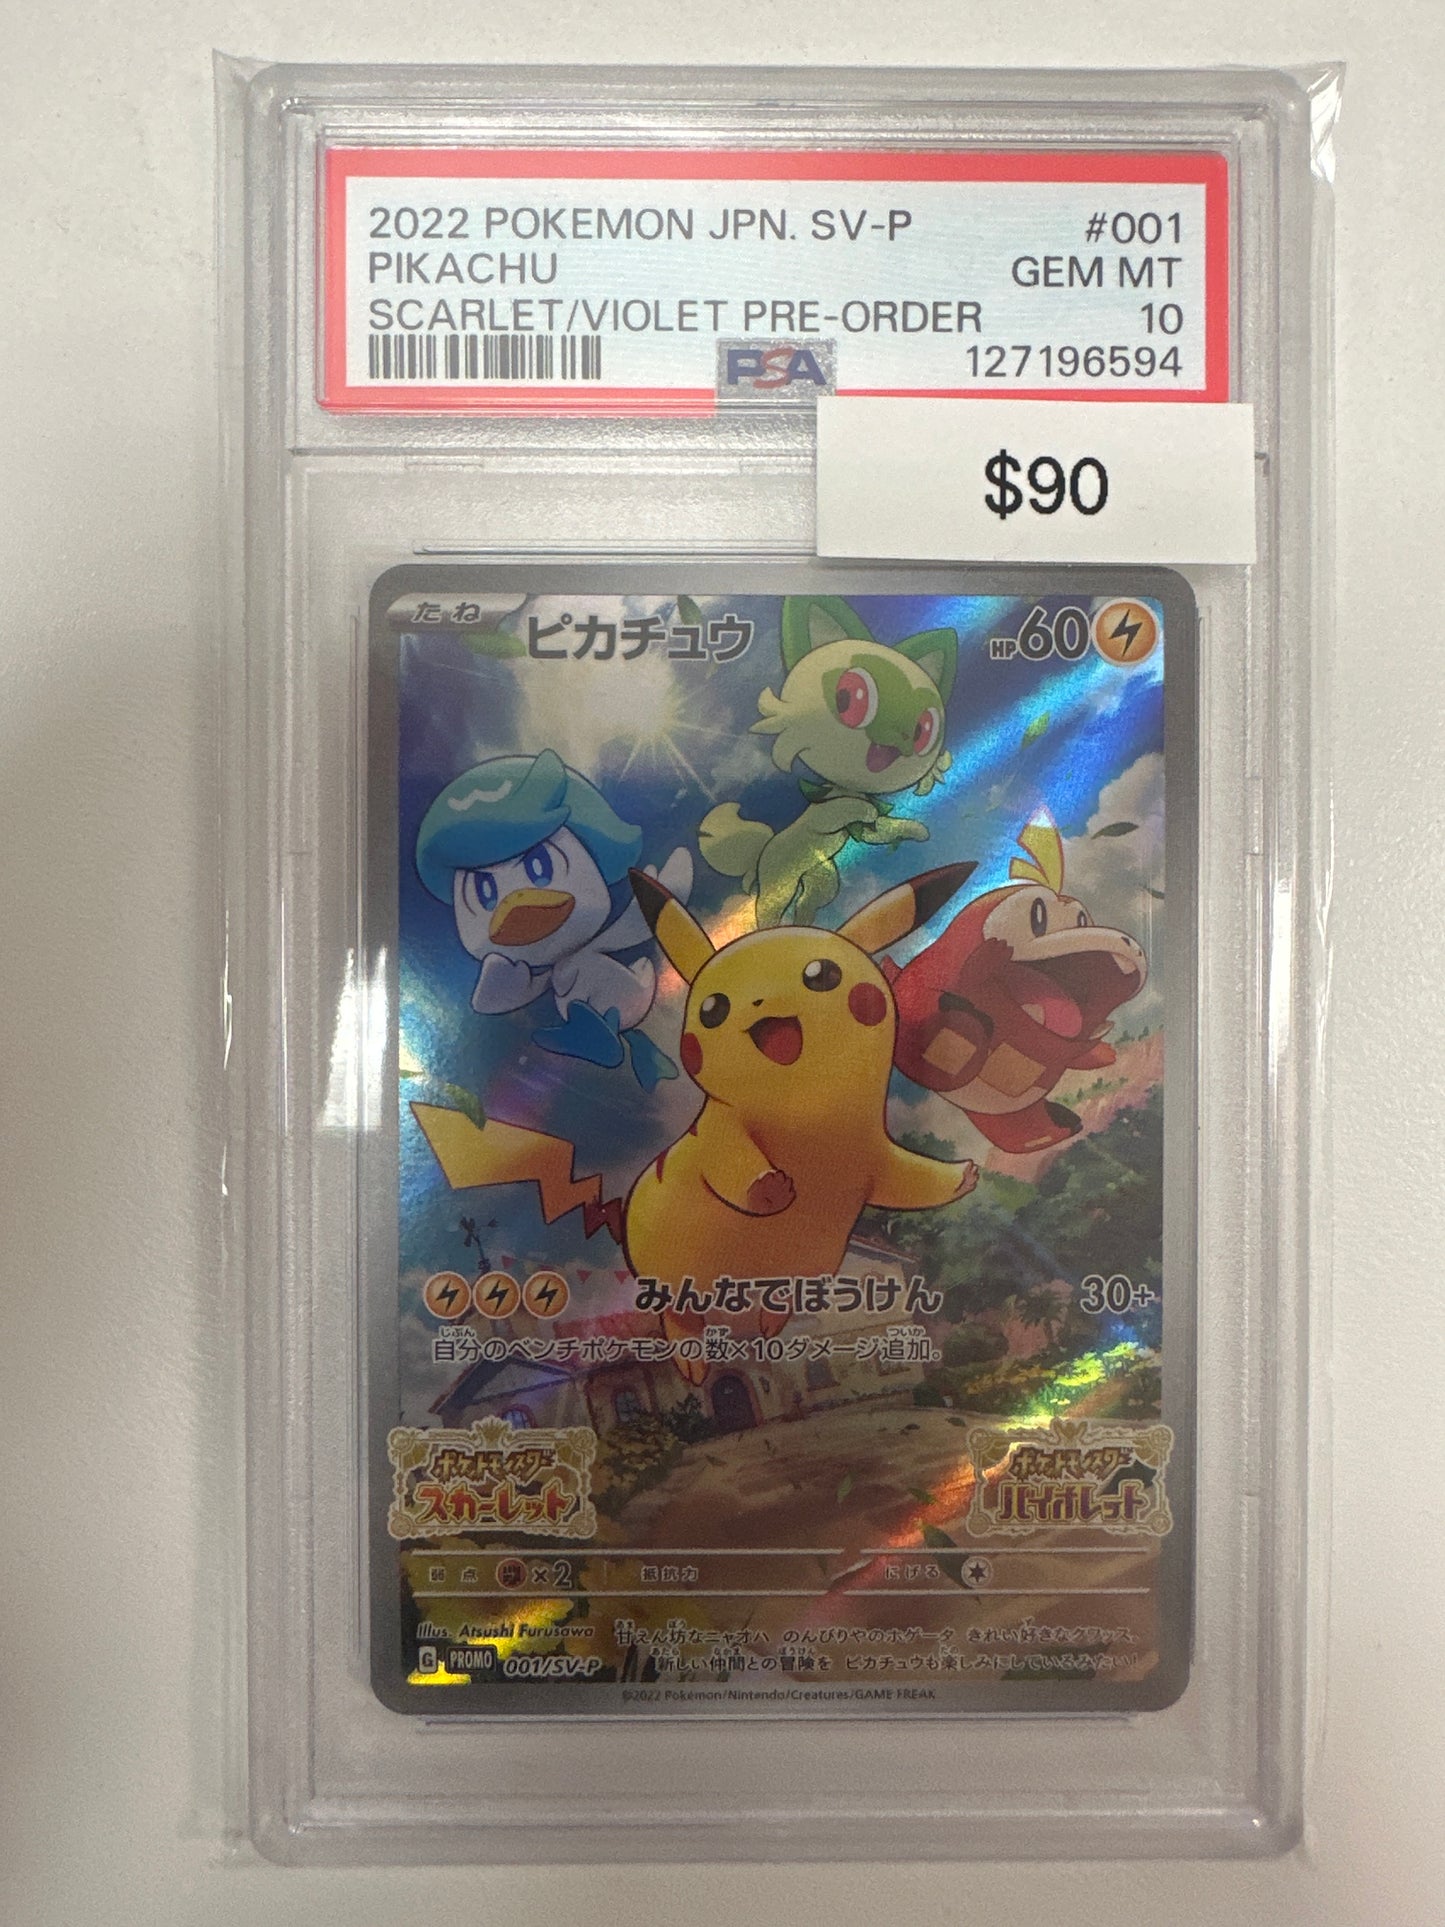 2022 POKEMON JPN. SV-P #001
PIKACHU GEM MT
SCARLET/VIOLET PRE-ORDER 10
PSA 127196594
$90
たね ピカチュウ HP60
みんなでぼうけん 30+
自分のベンチポケモンの数×10ダメージ追加。
ポケットモンスター
スカーレット
ポケットモンスター
バイオレット
弱点 ×2 抵抗力 にげる
Illus. Atsushi Furusawa
甘えん坊なニャオハ のんびりやのホゲータ きれい好きなクワッス、
新しい仲間との冒険を ピカチュウも楽しみにしているみたい!
G PROMO 001/SV-P
©2022 Pokémon/Nintendo/Creatures/GAME FREAK